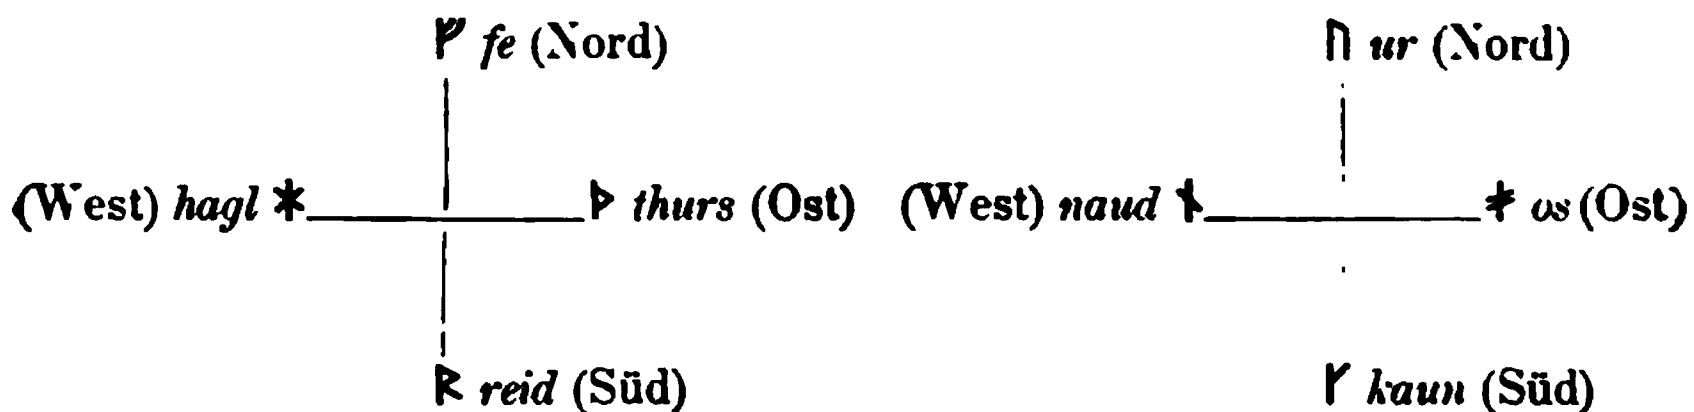 ᚠ fe (Nord) ᚢ ur (Nord)
(West) hagl ᚼ ᚦ thurs (Ost) (West) naud ᚾ ᚬ os (Ost)
ᚱ reid (Süd) ᚴ kaun (Süd)